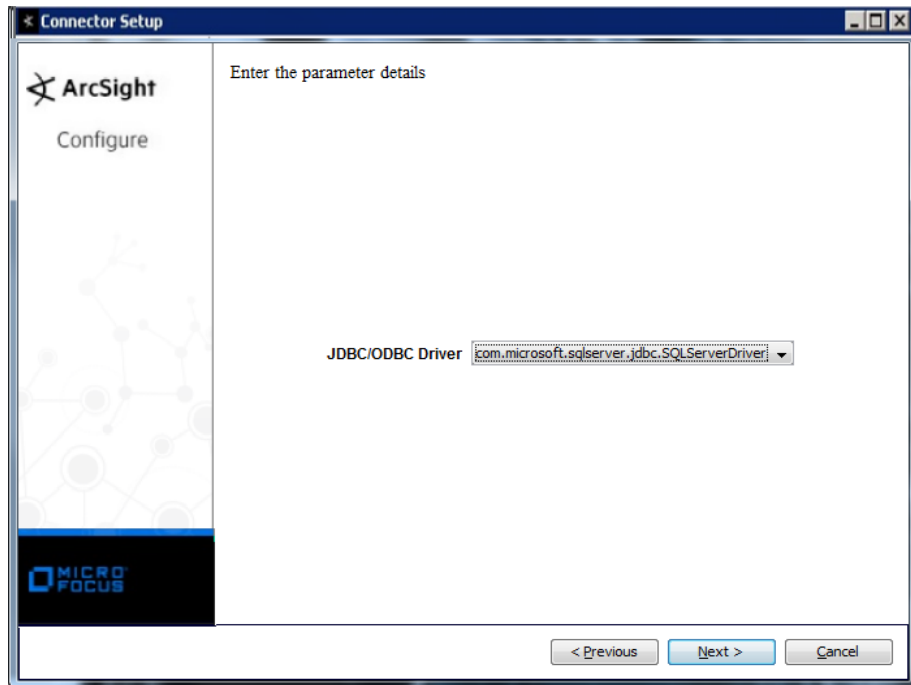 Connector Setup
ArcSight
Configure
Enter the parameter details
JDBC/ODBC Driver com.microsoft.sqlserver.jdbc.SQLServerDriver
MICRO
FOCUS
< Previous Next > Cancel